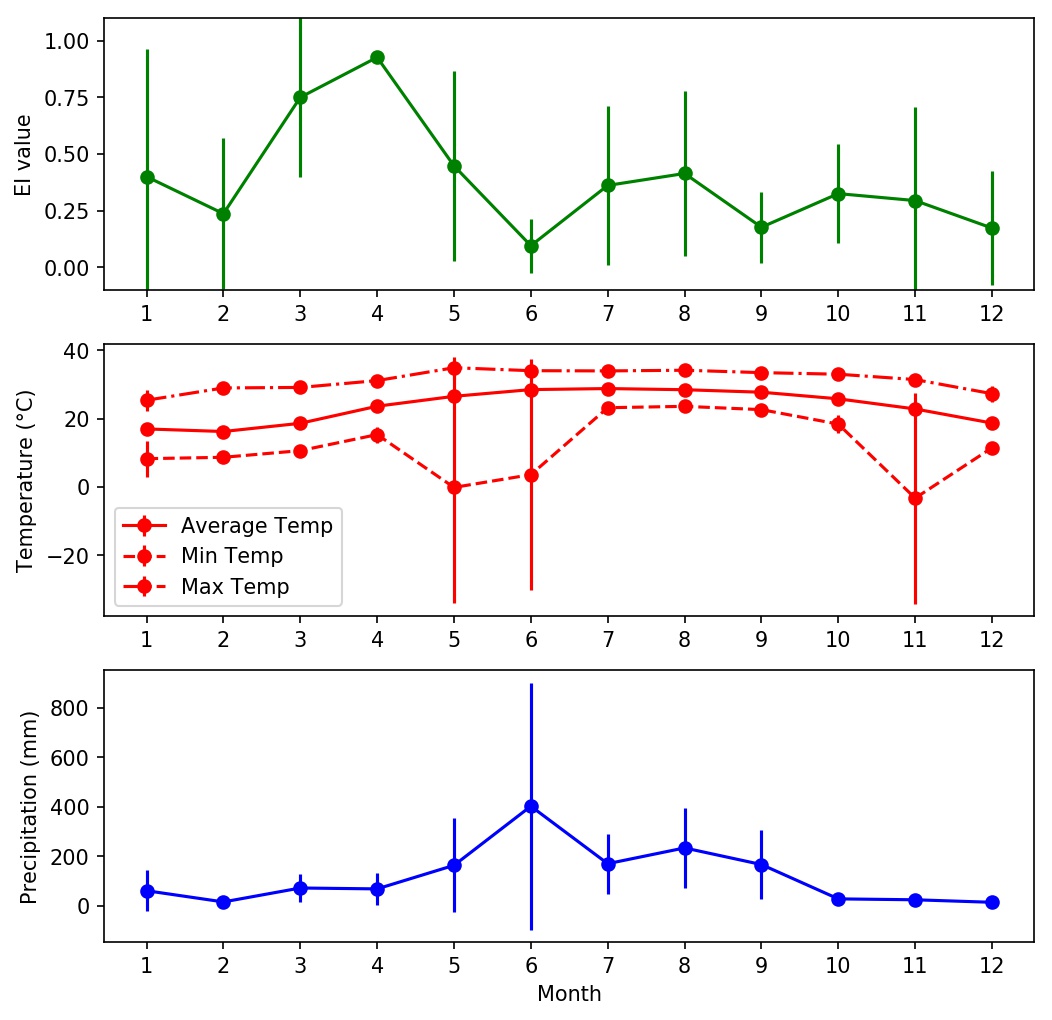 1.00
0.75
0.50
0.25
0.00
EI value
1 2 3 4 5 6 7 8 9 10 11 12
40
20
0
−20
Temperature (°C)
Average Temp
Min Temp
Max Temp
1 2 3 4 5 6 7 8 9 10 11 12
800
600
400
200
0
Precipitation (mm)
1 2 3 4 5 6 7 8 9 10 11 12
Month